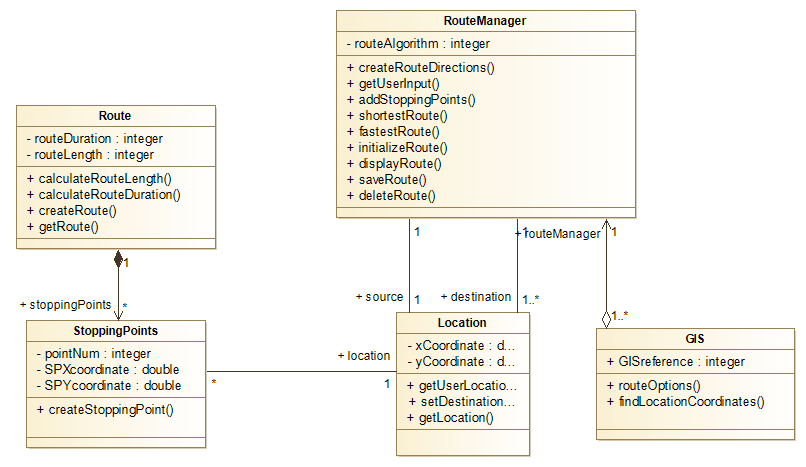 RouteManager
- routeAlgorithm : integer
+ createRouteDirections()
+ getUserInput()
+ addStoppingPoints()
+ shortestRoute()
+ fastestRoute()
+ initializeRoute()
+ displayRoute()
+ saveRoute()
+ deleteRoute()
Route
- routeDuration : integer
- routeLength : integer
+ calculateRouteLength()
+ calculateRouteDuration()
+ createRoute()
+ getRoute()
1
+ stoppingPoints
*
StoppingPoints
- pointNum : integer
- SPXcoordinate : double
- SPYcoordinate : double
+ createStoppingPoint()
*
+ location
1
1
+ source
1
1
+ destination
1..*
Location
- xCoordinate : d...
- yCoordinate : d...
+ getUserLocatio...
+ setDestination...
+ getLocation()
+routeManager
1
1..*
GIS
+ GISreference : integer
+ routeOptions()
+ findLocationCoordinates()